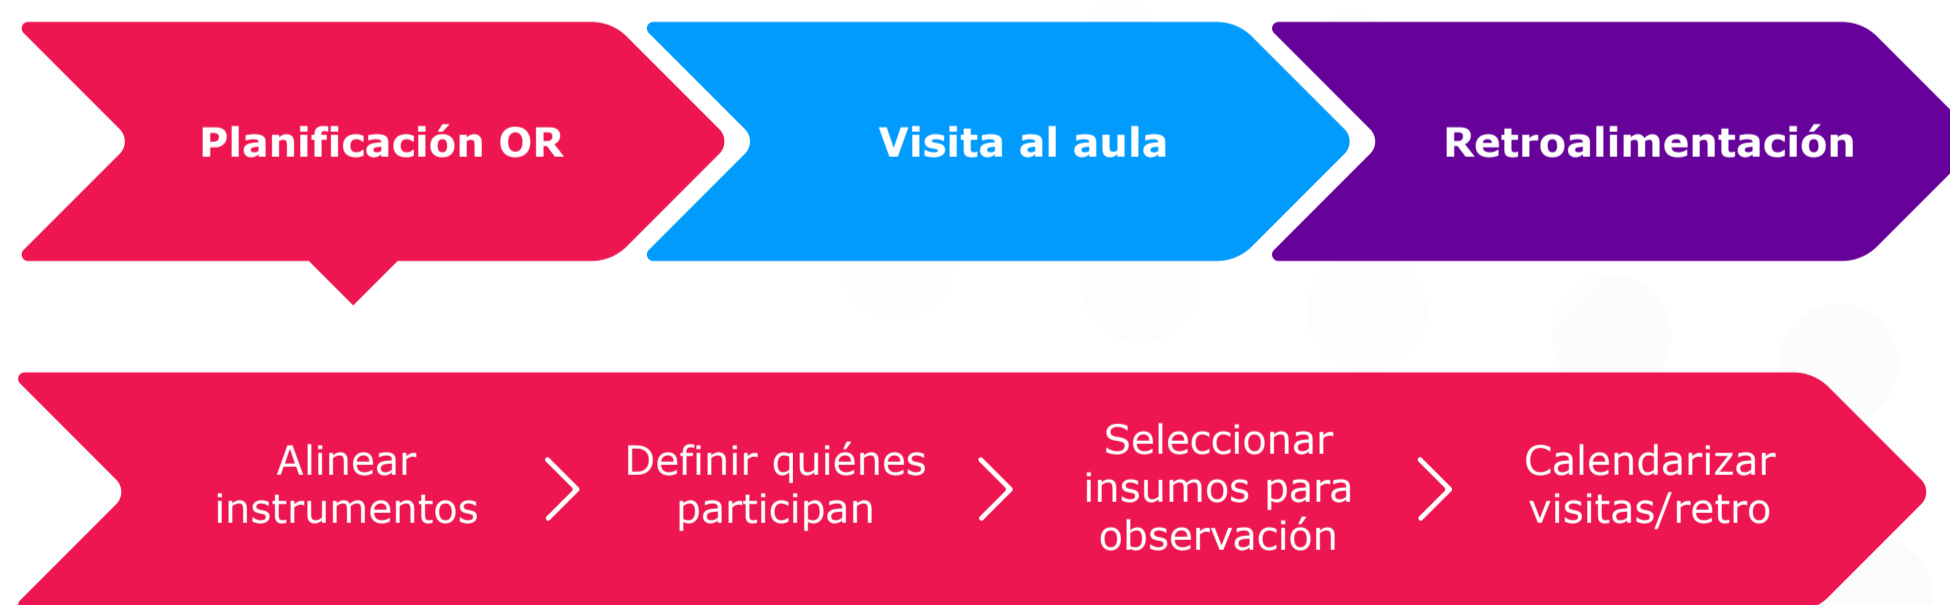 Planificación OR
Visita al aula
Retroalimentación
Alinear
instrumentos
Definir quiénes
participan
Seleccionar
insumos para
observación
Calendarizar
visitas/retro